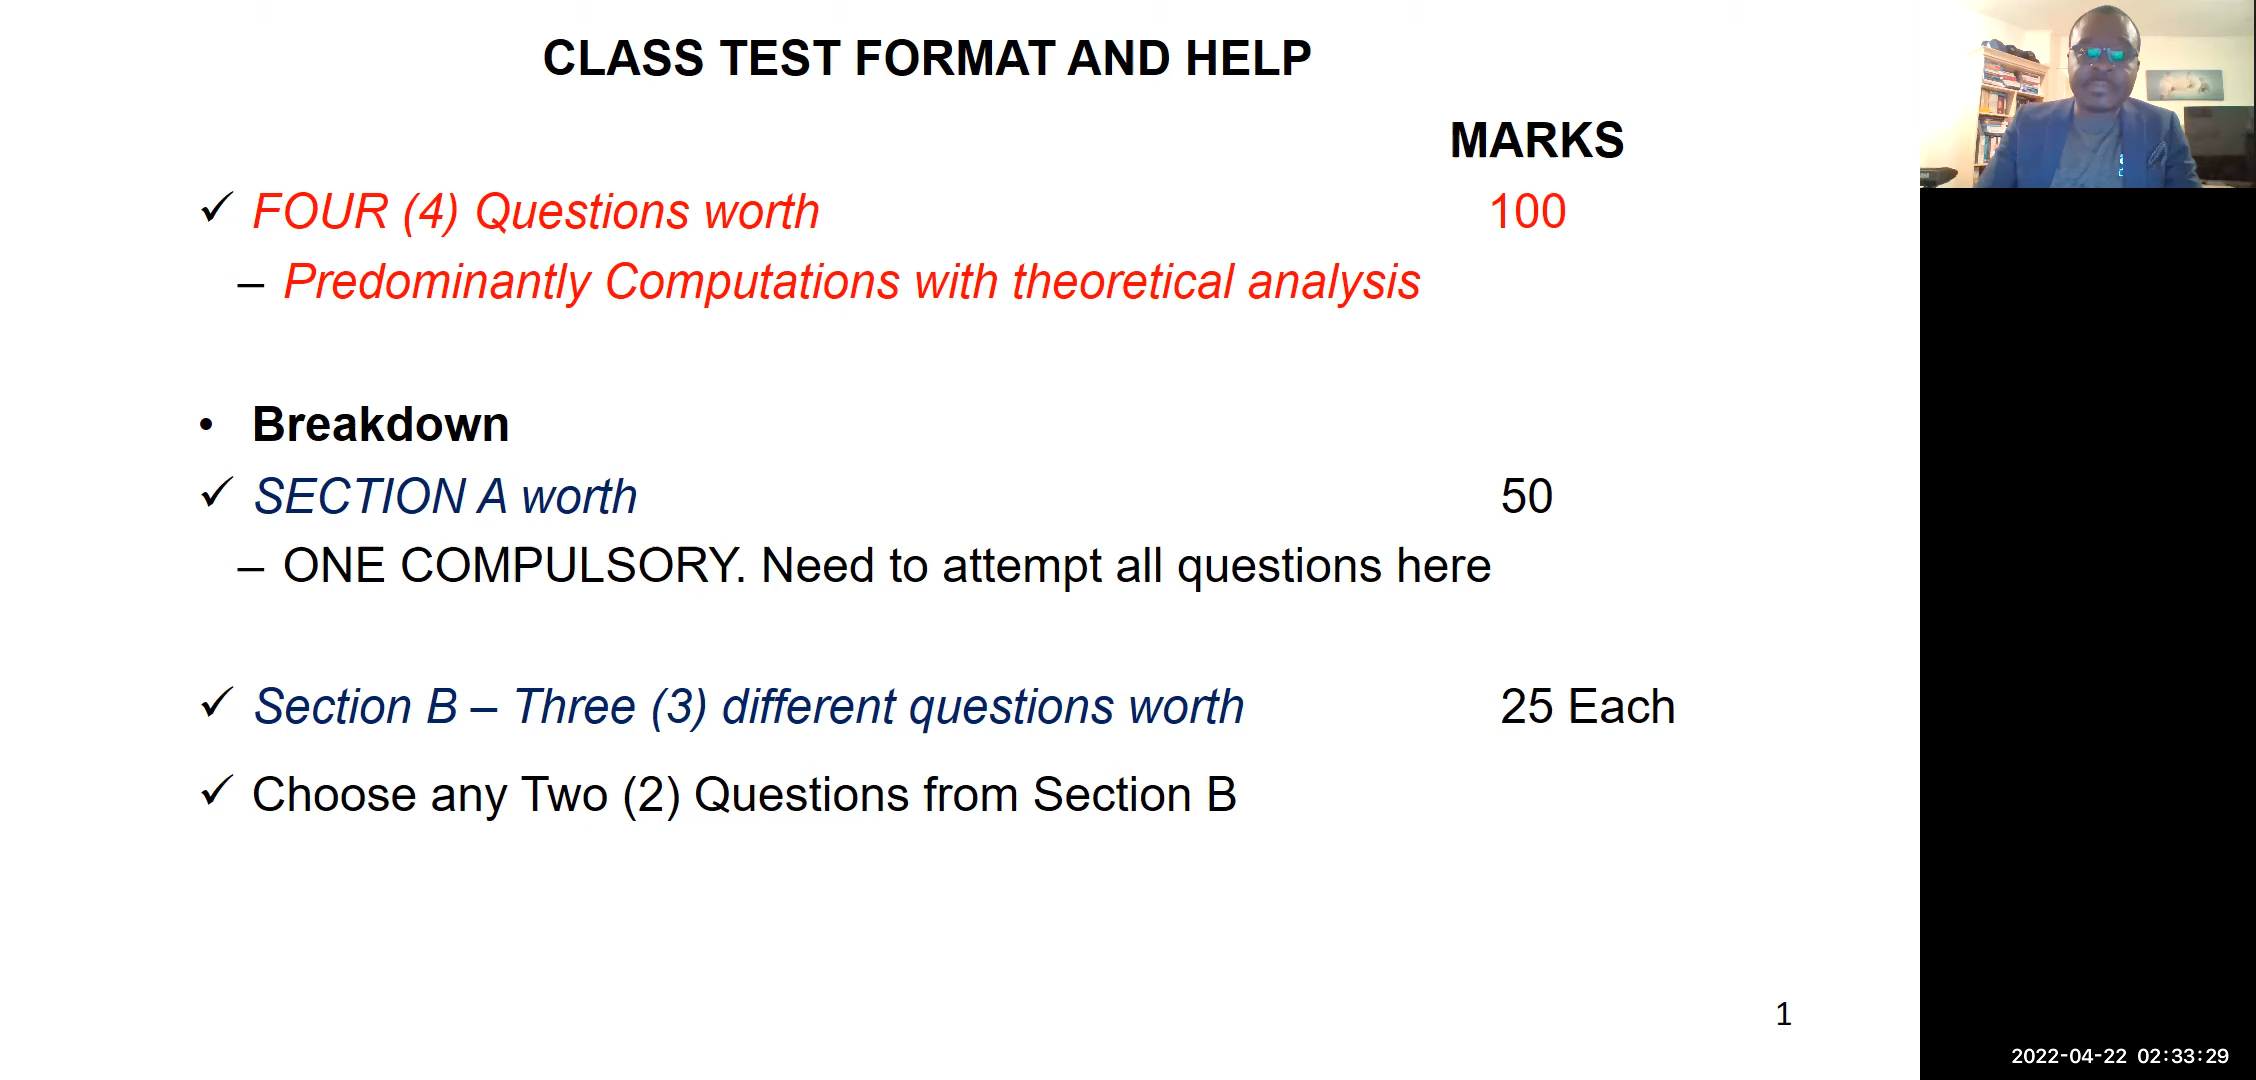 CLASS TEST FORMAT AND HELP
MARKS
✓ FOUR (4) Questions worth 100
– Predominantly Computations with theoretical analysis
• Breakdown
✓ SECTION A worth 50
– ONE COMPULSORY. Need to attempt all questions here
✓ Section B – Three (3) different questions worth 25 Each
✓ Choose any Two (2) Questions from Section B
1
2022-04-22 02:33:29